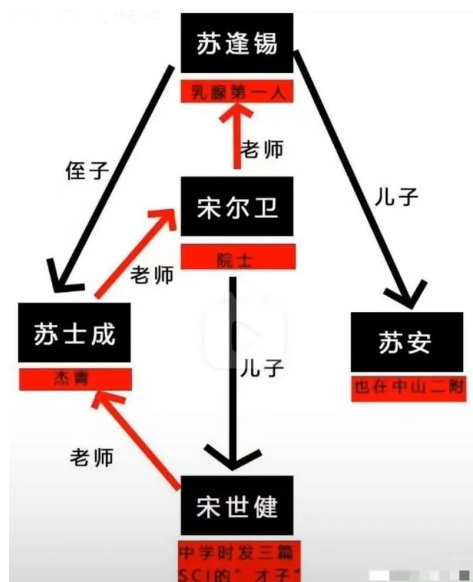 苏逢锡
乳腺第一人
老师
侄子
宋尔卫
儿子
院士
老师
苏士成
杰青
苏安
也在中山二附
儿子
老师
宋世健
中学时发三篇
SCI的"才子"